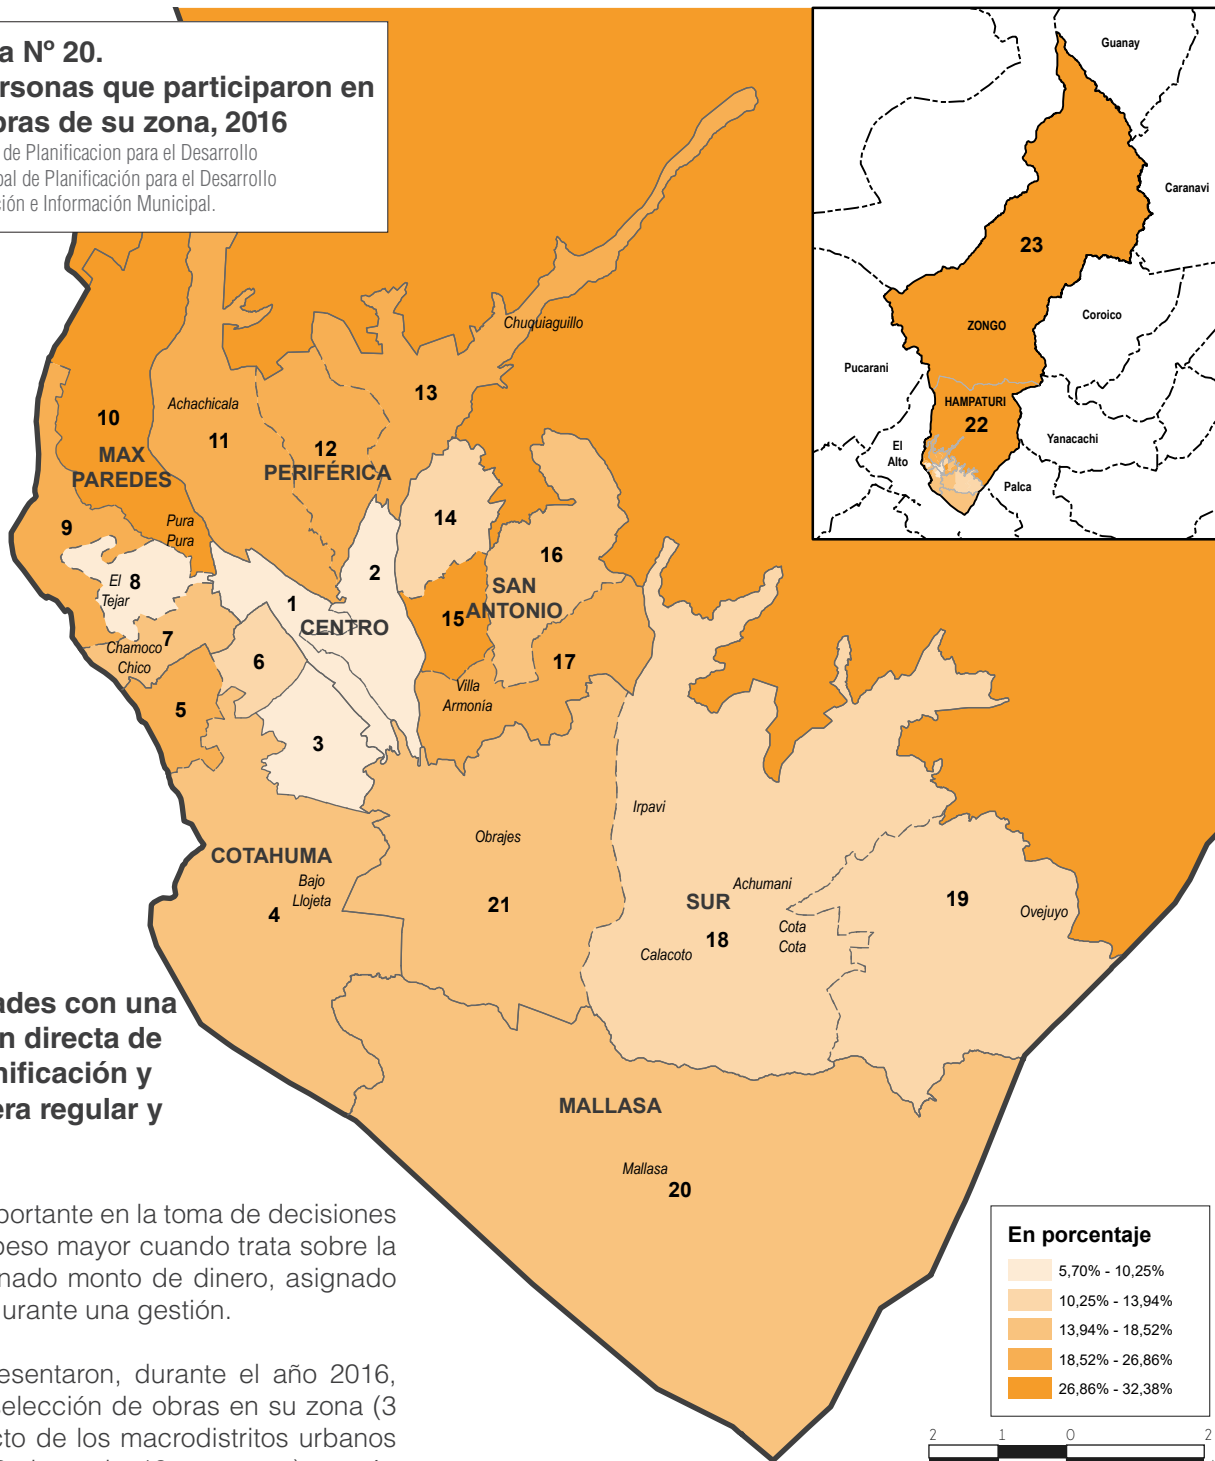 a Nº 20.
rsonas que participaron en
bras de su zona, 2016
de Planificacion para el Desarrollo
pal de Planificación para el Desarrollo
ción e Información Municipal.
Guanay
Caranavi
23
ZONGO
Coroico
Pucarani
HAMPATURI
22
El
Alto
Yanacachi
Palca
Chuquiaguillo
13
Achachicala
11
10
12
MAX
PAREDES
PERIFÉRICA
14
9
Pura
Pura
16
2
El
Tejar
8
SAN
ANTONIO
1
15
CENTRO
7
Chamoco
Chico
6
17
Villa
Armonía
5
3
Irpavi
Obrajes
COTAHUMA
Bajo
Llojeta
4
21
Achumani
SUR
18
Cota
Cota
Calacoto
19
Ovejuyo
ades con una
n directa de
nificación y
era regular y
MALLASA
Mallasa
20
portante en la toma de decisiones
peso mayor cuando trata sobre la
nado monto de dinero, asignado
durante una gestión.
esentaron, durante el año 2016,
selección de obras en su zona (3
cto de los macrodistritos urbanos
En porcentaje
5,70% - 10,25%
10,25% - 13,94%
13,94% - 18,52%
18,52% - 26,86%
26,86% - 32,38%
2 1 0 2